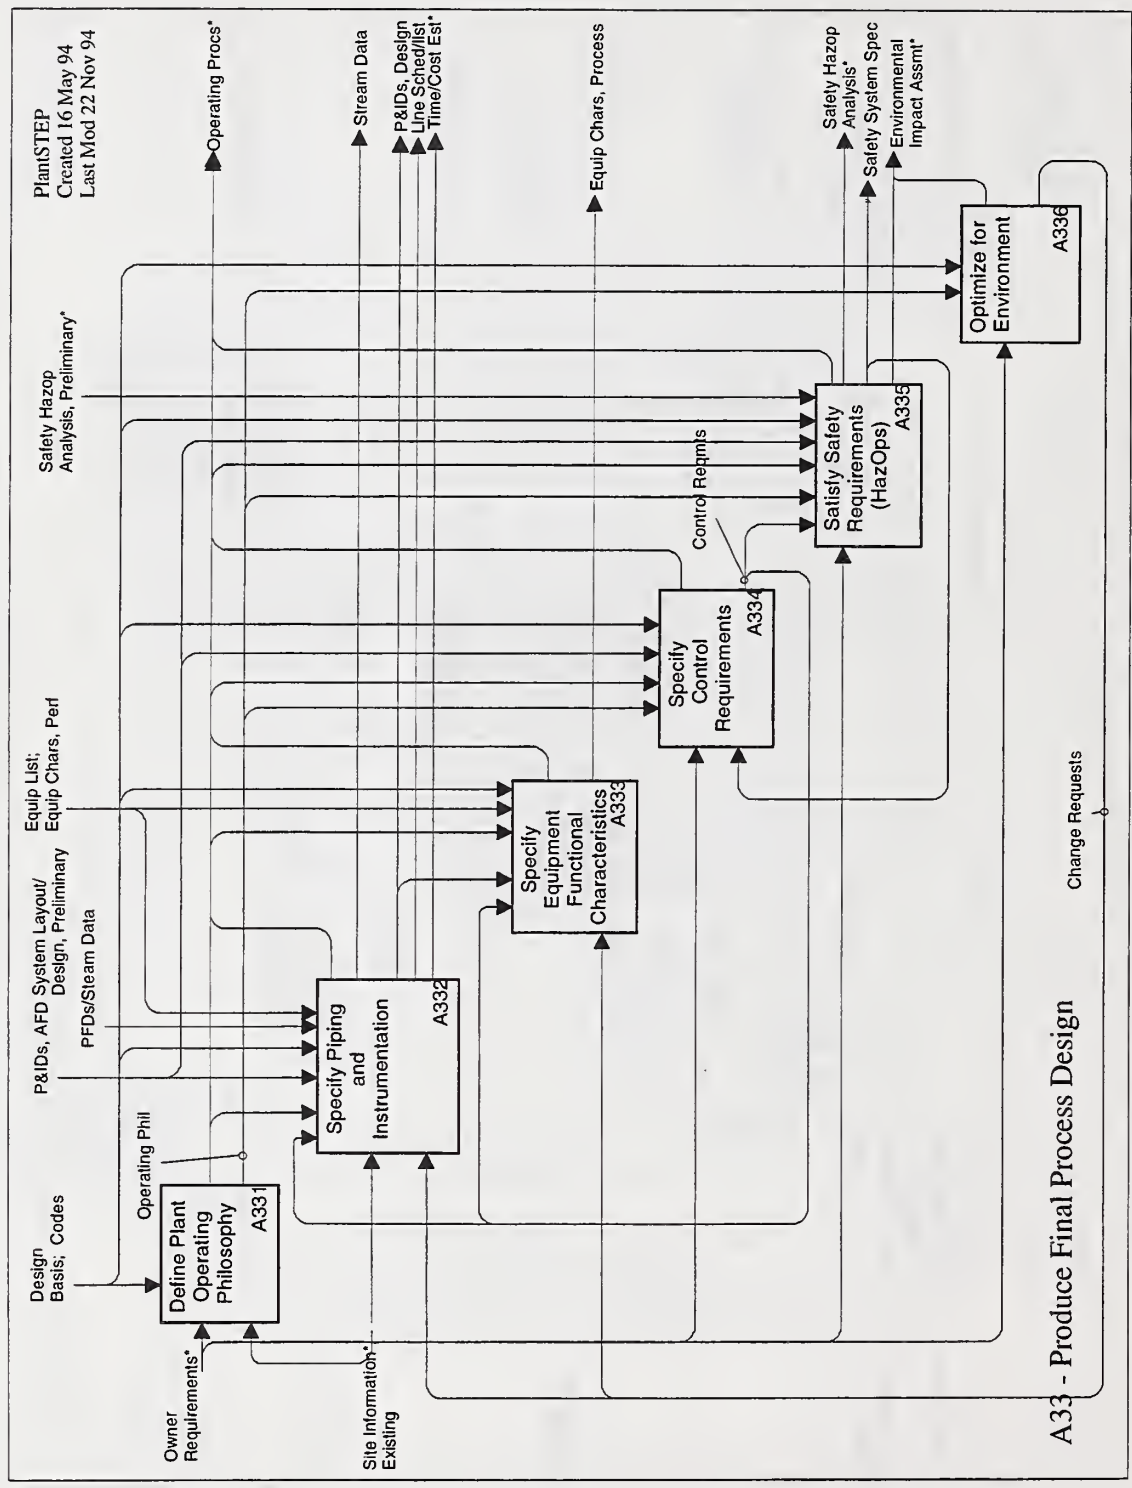 PlantSTEP
Created 16 May 94
Last Mod 22 Nov 94
Design
Basis; Codes
P&IDs, AFD System Layout/
Design, Preliminary
PFDs/Steam Data
Equip List;
Equip Chars, Perf
Safety Hazop
Analysis, Preliminary*
Owner
Requirements*
Site Information*
Existing
Define Plant
Operating
Philosophy
A331
Operating Phil
Specify Piping
and
Instrumentation
A332
Specify
Equipment
Functional
Characteristics
A333
Specify
Control
Requirements
A334
Control Reqmts
Satisfy Safety
Requirements
(HazOps)
A335
Optimize for
Environment
A336
Operating Procs*
Stream Data
P&IDs, Design
Line Sched/list
Time/Cost Est*
Equip Chars, Process
Safety Hazop
Analysis*
Safety System Spec
Environmental
Impact Assmt*
Change Requests
A33 - Produce Final Process Design